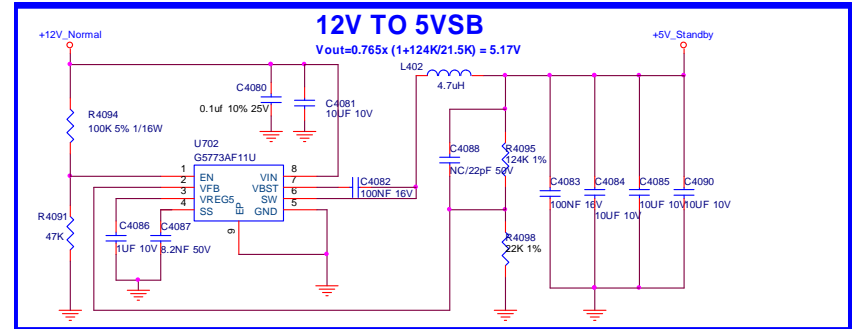 12V TO 5VSB
Vout=0.765x (1+124K/21.5K) = 5.17V
+12V_Normal
+5V_Standby
L402
4.7uH
C4080
0.1uf 10% 25V
C4081
10UF 10V
R4094
100K 5% 1/16W
U702
G5773AF11U
1 EN VIN 8
2 VFB VBST 7
3 VREG5 SW 6
4 SS GND 5
EP
9
C4082
100NF 16V
C4088
NC/22pF 50V
R4095
124K 1%
C4083
100NF 16V
C4084
10UF 10V
C4085
10UF 10V
C4090
10UF 10V
R4091
47K
C4086
1UF 10V
C4087
8.2NF 50V
R4098
22K 1%